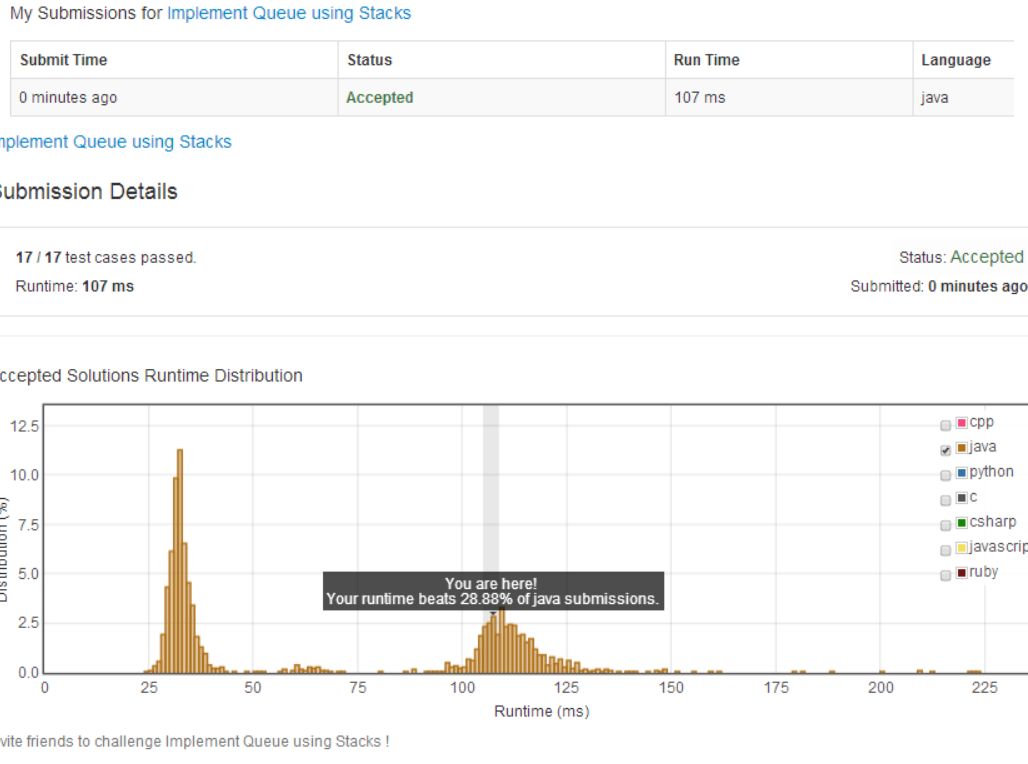 My Submissions for Implement Queue using Stacks
Submit Time Status Run Time Language
0 minutes ago Accepted 107 ms java
mplement Queue using Stacks
Submission Details
17 / 17 test cases passed. Status: Accepted
Runtime: 107 ms Submitted: 0 minutes ago
ccepted Solutions Runtime Distribution
12.5
10.0
7.5
5.0
2.5
0.0
Distribution (%)
You are here!
Your runtime beats 28.88% of java submissions.
cpp
java
python
c
csharp
javascrip
ruby
0 25 50 75 100 125 150 175 200 225
Runtime (ms)
vite friends to challenge Implement Queue using Stacks !